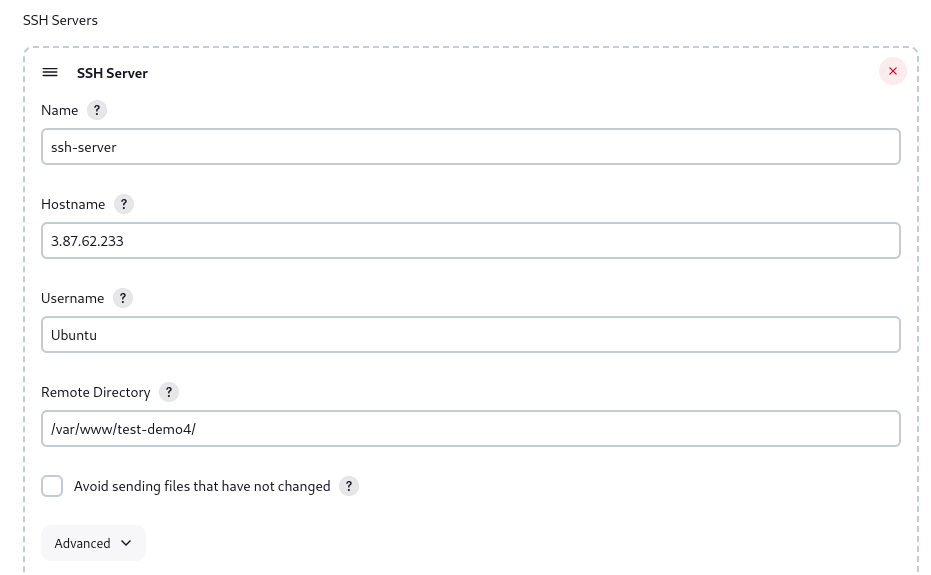 SSH Servers
SSH Server
Name ?
ssh-server
Hostname ?
3.87.62.233
Username ?
Ubuntu
Remote Directory ?
/var/www/test-demo4/
Avoid sending files that have not changed ?
Advanced